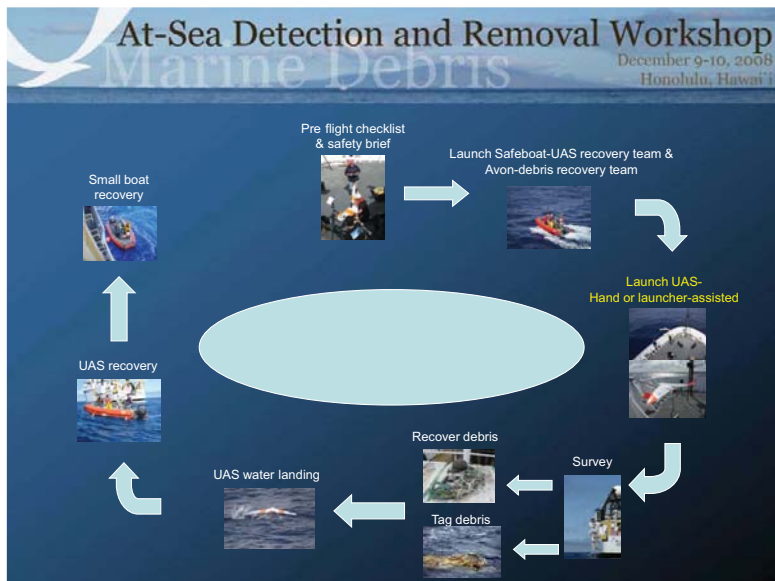 At-Sea Detection and Removal Workshop
Marine Debris
December 9-10, 2008
Honolulu, Hawai`i
Pre flight checklist
& safety brief
Launch Safeboat-UAS recovery team &
Avon-debris recovery team
Small boat
recovery
Launch UAS-
Hand or launcher-assisted
UAS recovery
Recover debris
Survey
UAS water landing
Tag debris